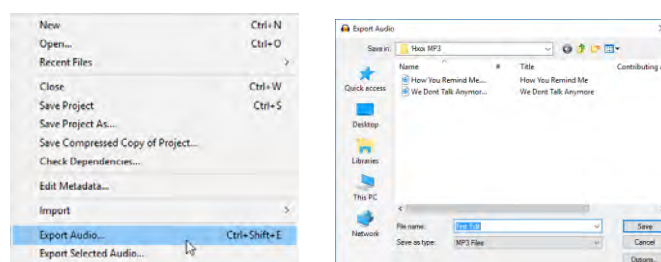 New Ctrl+N
Open... Ctrl+O
Recent Files >
Close Ctrl+W
Save Project Ctrl+S
Save Project As...
Save Compressed Copy of Project...
Check Dependencies...
Edit Metadata...
Import >
Export Audio... Ctrl+Shift+E
Export Selected Audio...
Export Audio
Save in: MP3
Name # Title Contributing
How You Remind Me... How You Remind Me
We Dont Talk Anymor... We Dont Talk Anymore
Quick access
Desktop
Libraries
This PC
Network
File name: Save
Save as type: MP3 Files Cancel
Options...